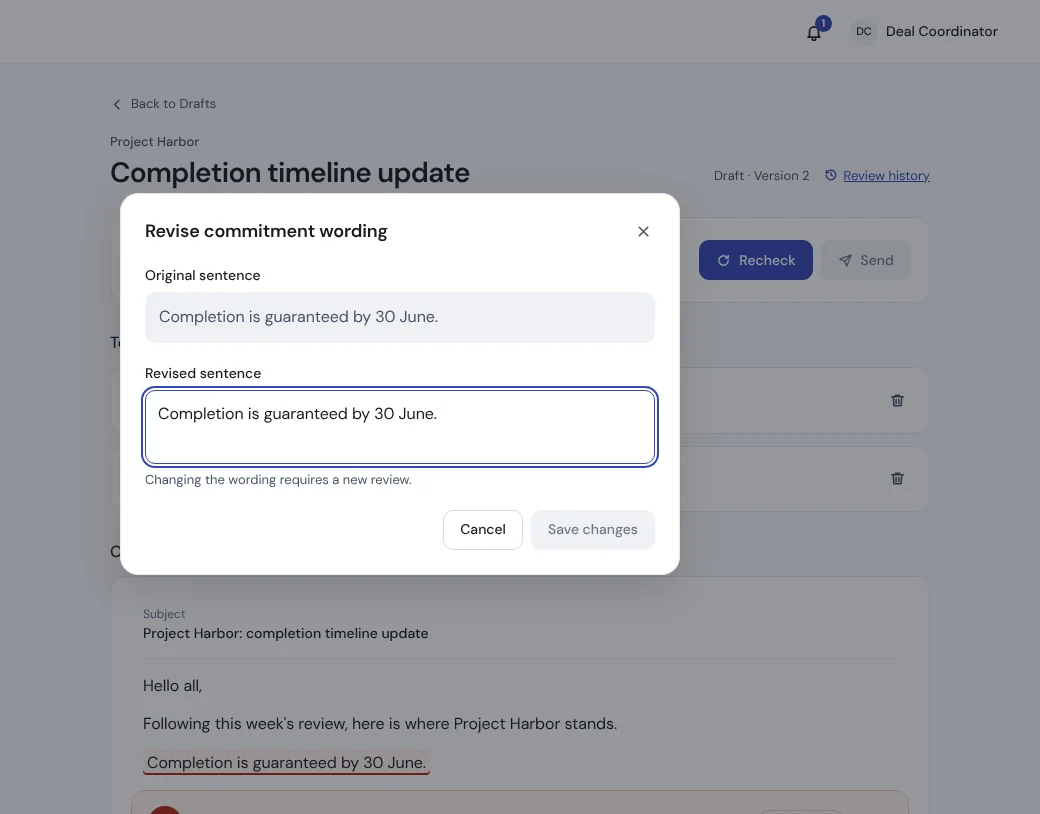 1
DC Deal Coordinator
Back to Drafts
Project Harbor
Completion timeline update
Draft · Version 2 Review history
Recheck Send
Revise commitment wording
Original sentence
Completion is guaranteed by 30 June.
Revised sentence
Completion is guaranteed by 30 June.
Changing the wording requires a new review.
Cancel Save changes
Subject
Project Harbor: completion timeline update
Hello all,
Following this week's review, here is where Project Harbor stands.
Completion is guaranteed by 30 June.